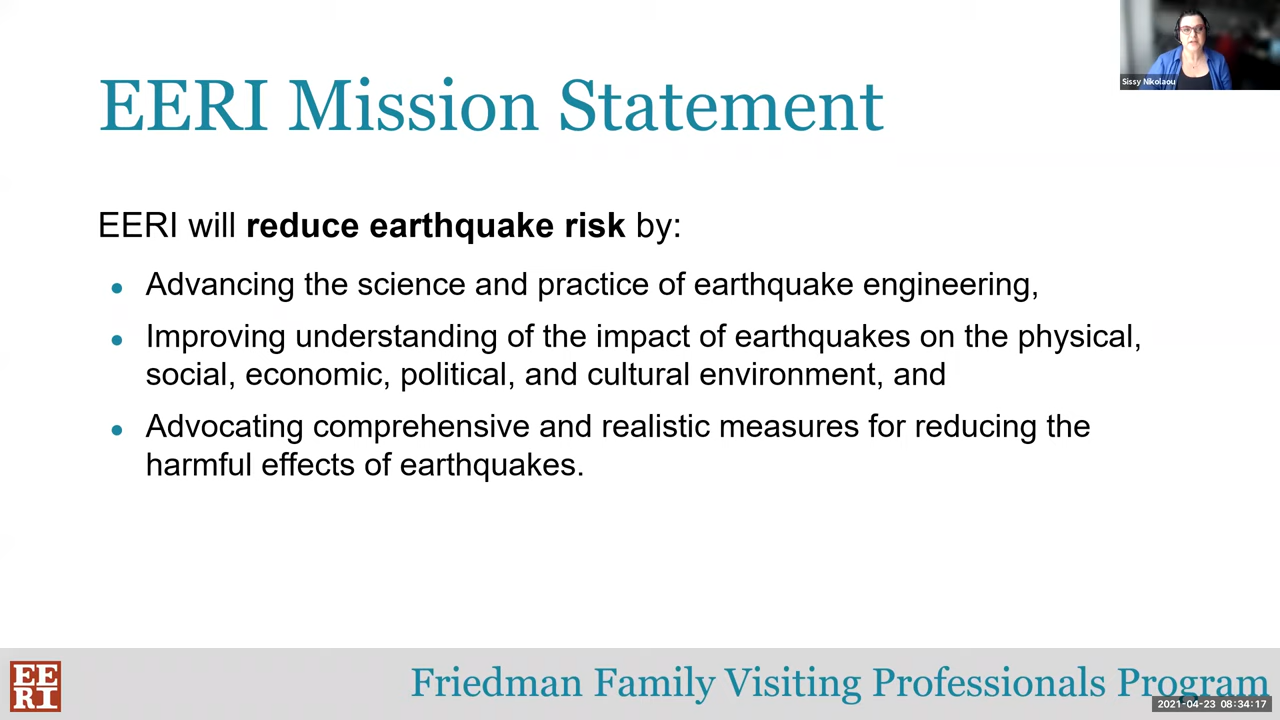 Sissy Nikolaou
EERI Mission Statement
EERI will reduce earthquake risk by:
• Advancing the science and practice of earthquake engineering,
• Improving understanding of the impact of earthquakes on the physical,
social, economic, political, and cultural environment, and
• Advocating comprehensive and realistic measures for reducing the
harmful effects of earthquakes.
EE
RI
Friedman Family Visiting Professionals Program
2021-04-23 08:34:17